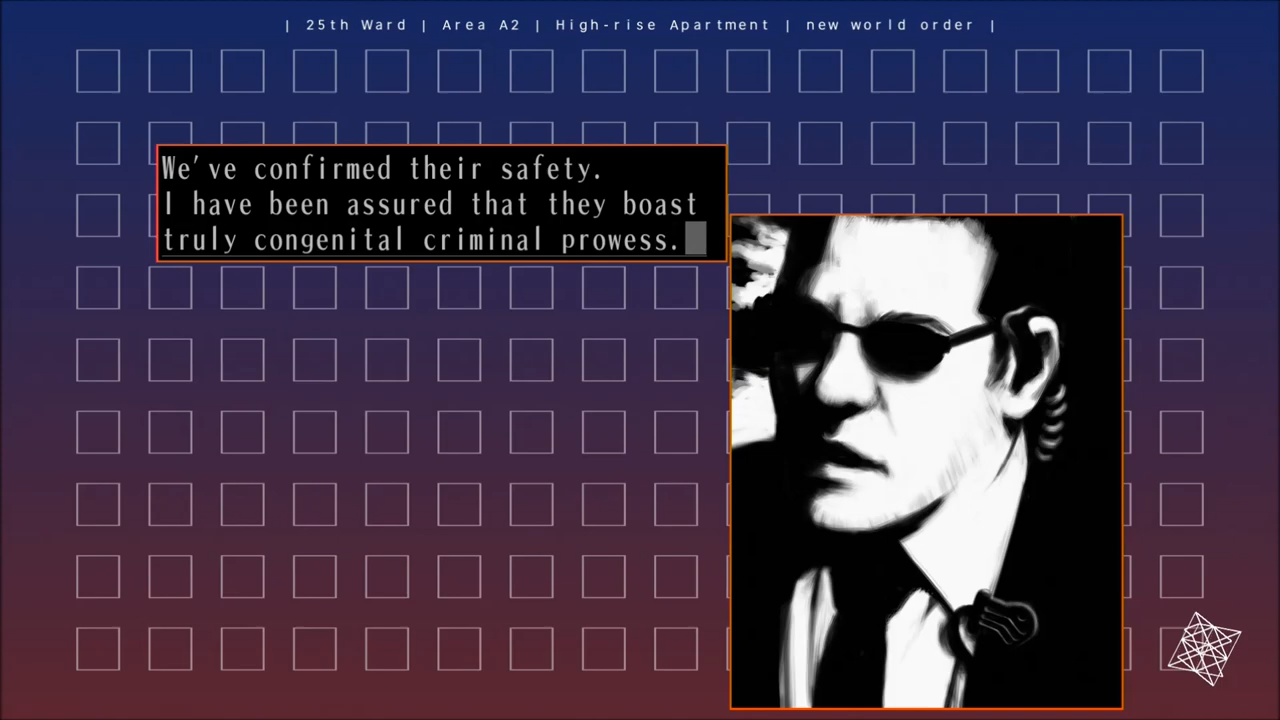 | 25th Ward | Area A2 | High-rise Apartment | new world order |
We've confirmed their safety.
I have been assured that they boast
truly congenital criminal prowess.